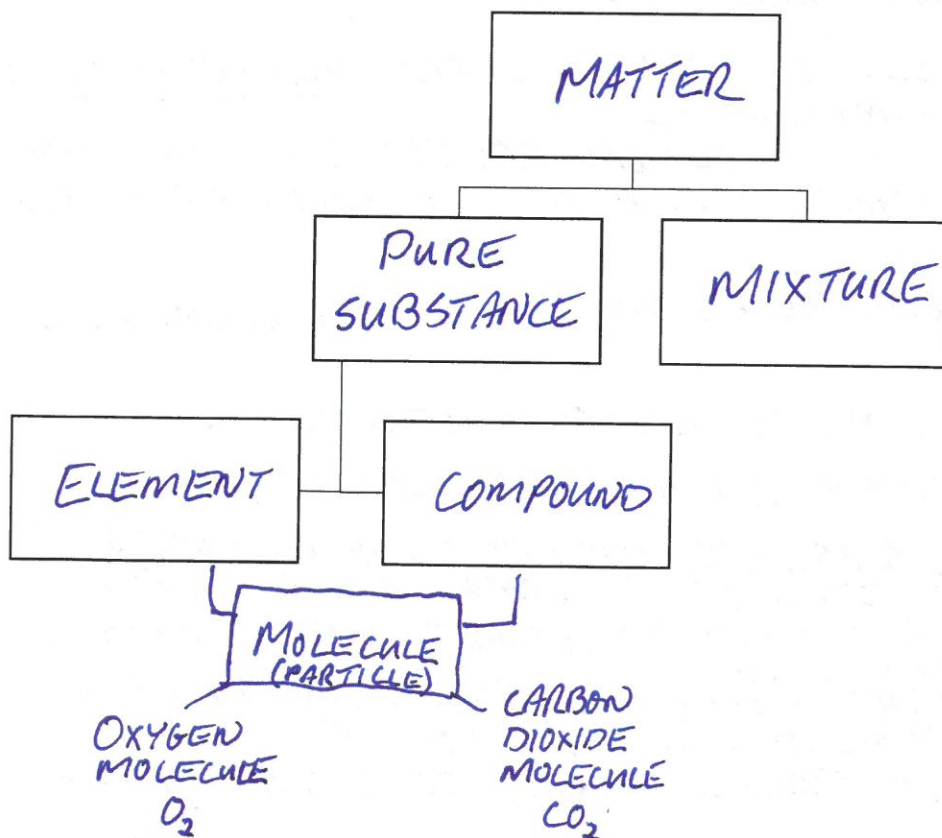 MATTER
PURE
SUBSTANCE
MIXTURE
ELEMENT
COMPOUND
MOLECULE
(PARTICLE)
OXYGEN
MOLECULE
O₂
CARBON
DIOXIDE
MOLECULE
CO₂